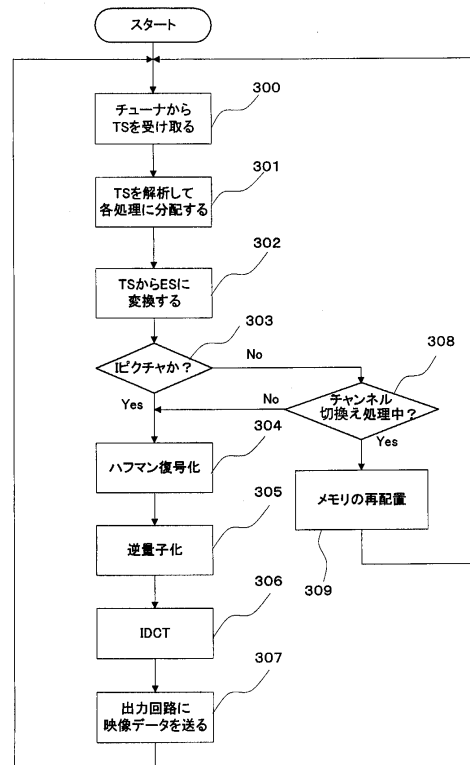 スタート
チューナから
TSを受け取る
300
TSを解析して
各処理に分配する
301
TSからESに
変換する
302
Iピクチャか？
303
No
Yes
チャンネル
切換え処理中？
308
No
Yes
ハフマン復号化
304
メモリの再配置
309
逆量子化
305
IDCT
306
出力回路に
映像データを送る
307